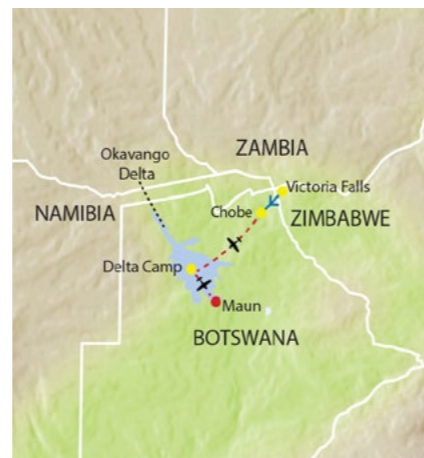 Okavango
Delta
ZAMBIA
Victoria Falls
NAMIBIA
Chobe
ZIMBABWE
Delta Camp
Maun
BOTSWANA